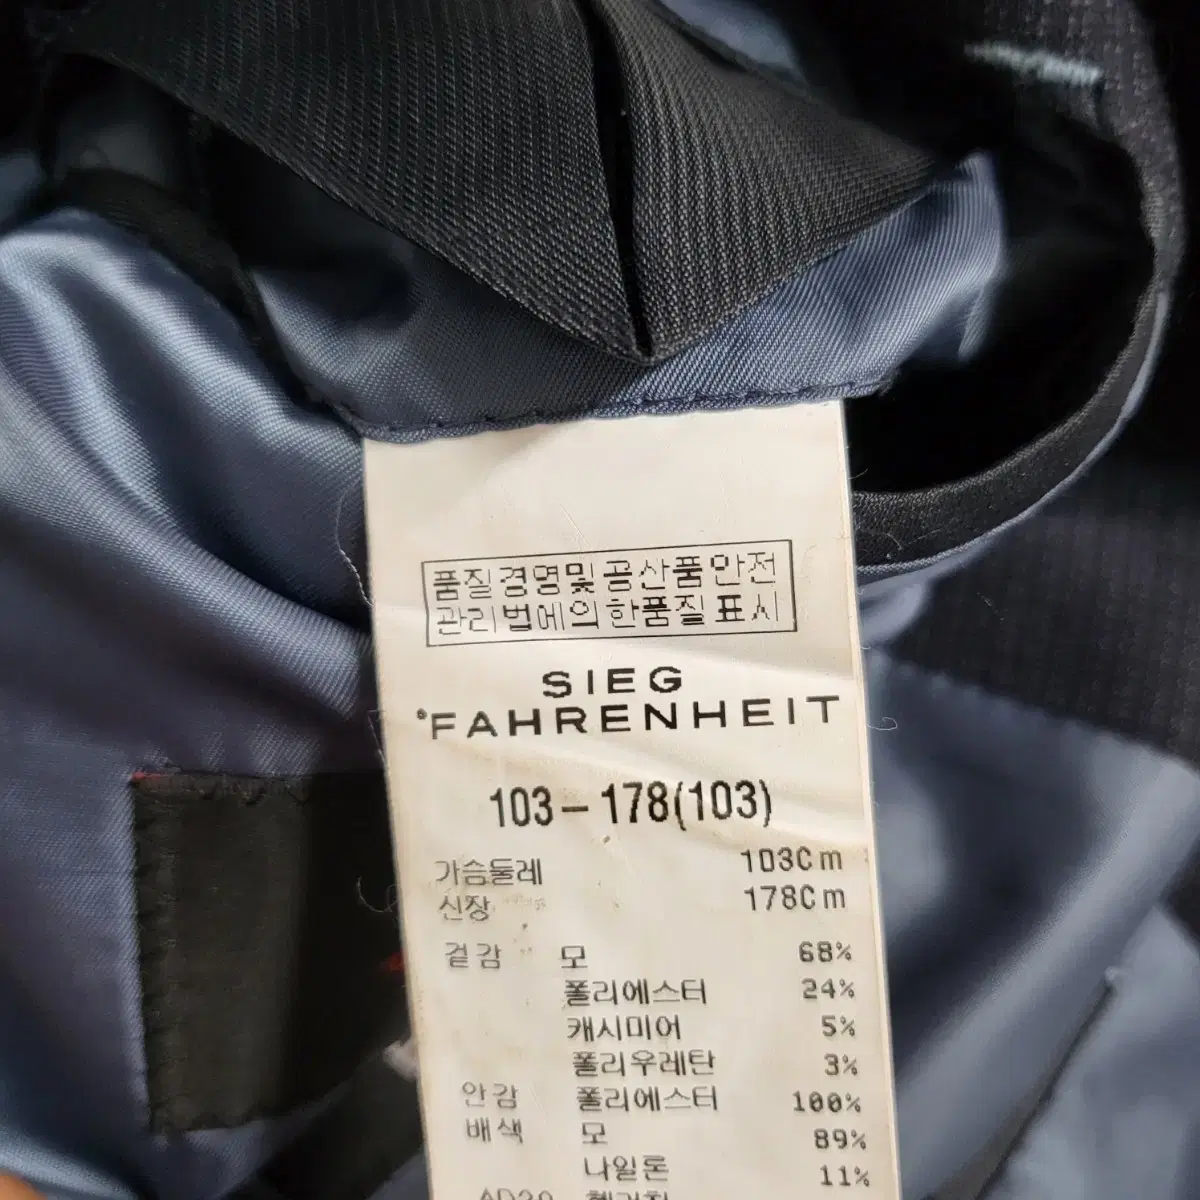 품질경영및공산품안전
관리법에의한품질표시
SIEG
°FAHRENHEIT
103-178(103)
가슴둘레 103Cm
신장 178Cm
겉감 모 68%
폴리에스터 24%
캐시미어 5%
폴리우레탄 3%
안감 폴리에스터 100%
배색 모 89%
나일론 11%